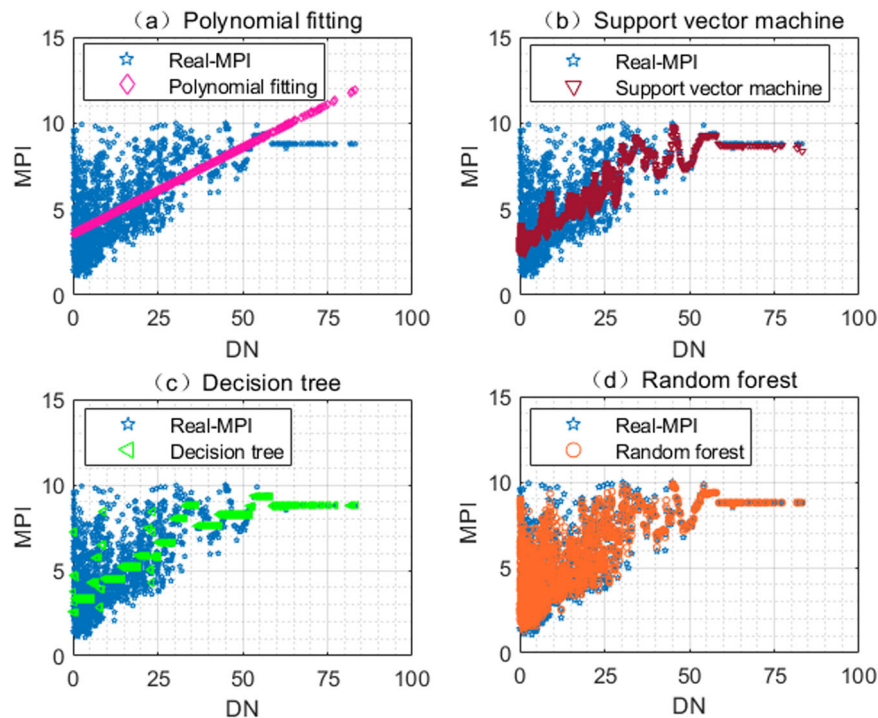 (a) Polynomial fitting
Real-MPI
Polynomial fitting
15
10
5
0
MPI
0 25 50 75 100
DN
(b) Support vector machine
Real-MPI
Support vector machine
15
10
5
0
MPI
0 25 50 75 100
DN
(c) Decision tree
Real-MPI
Decision tree
15
10
5
0
MPI
0 25 50 75 100
DN
(d) Random forest
Real-MPI
Random forest
15
10
5
0
MPI
0 25 50 75 100
DN